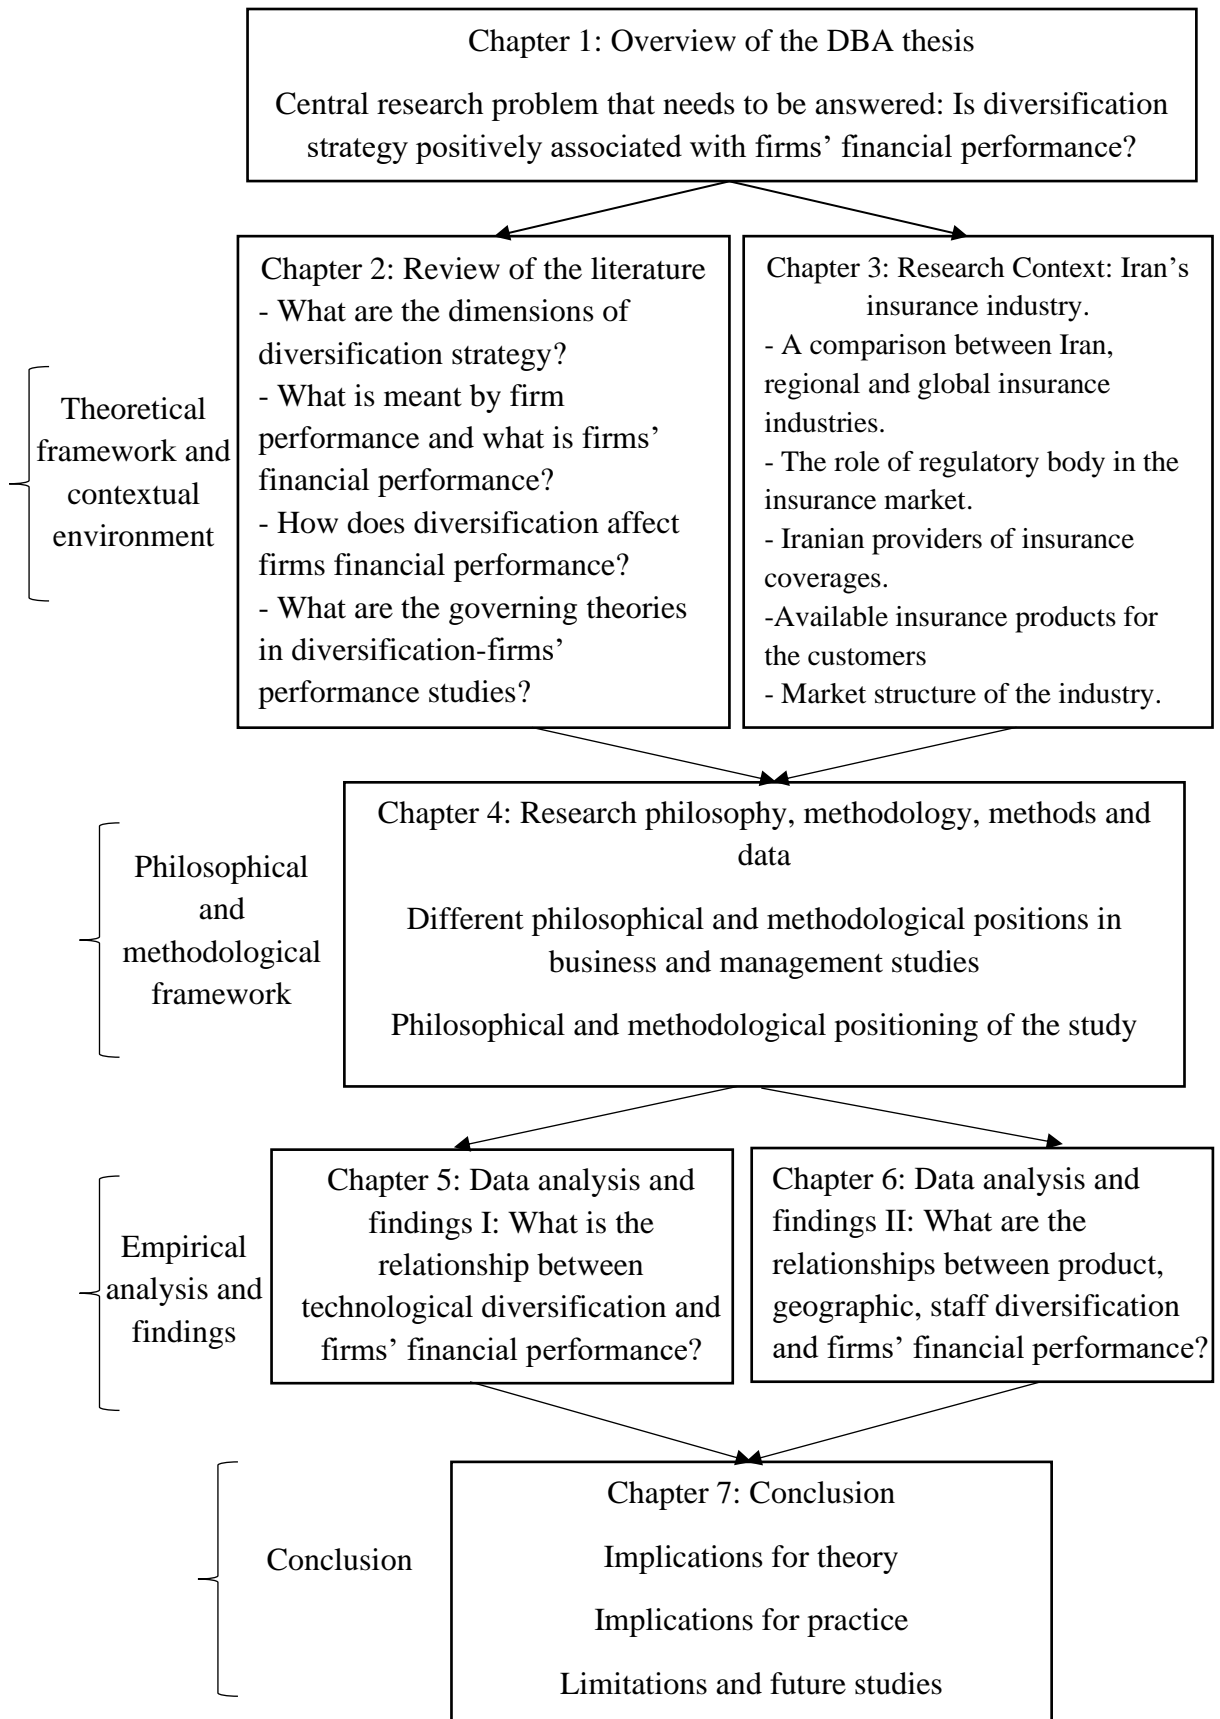 Chapter 1: Overview of the DBA thesis
Central research problem that needs to be answered: Is diversification
strategy positively associated with firms’ financial performance?
Theoretical
framework and
contextual
environment
Chapter 2: Review of the literature
- What are the dimensions of
diversification strategy?
- What is meant by firm
performance and what is firms’
financial performance?
- How does diversification affect
firms financial performance?
- What are the governing theories
in diversification-firms’
performance studies?
Chapter 3: Research Context: Iran’s
insurance industry.
- A comparison between Iran,
regional and global insurance
industries.
- The role of regulatory body in the
insurance market.
- Iranian providers of insurance
coverages.
-Available insurance products for
the customers
- Market structure of the industry.
Philosophical
and
methodological
framework
Chapter 4: Research philosophy, methodology, methods and
data
Different philosophical and methodological positions in
business and management studies
Philosophical and methodological positioning of the study
Empirical
analysis and
findings
Chapter 5: Data analysis and
findings I: What is the
relationship between
technological diversification and
firms’ financial performance?
Chapter 6: Data analysis and
findings II: What are the
relationships between product,
geographic, staff diversification
and firms’ financial performance?
Conclusion
Chapter 7: Conclusion
Implications for theory
Implications for practice
Limitations and future studies